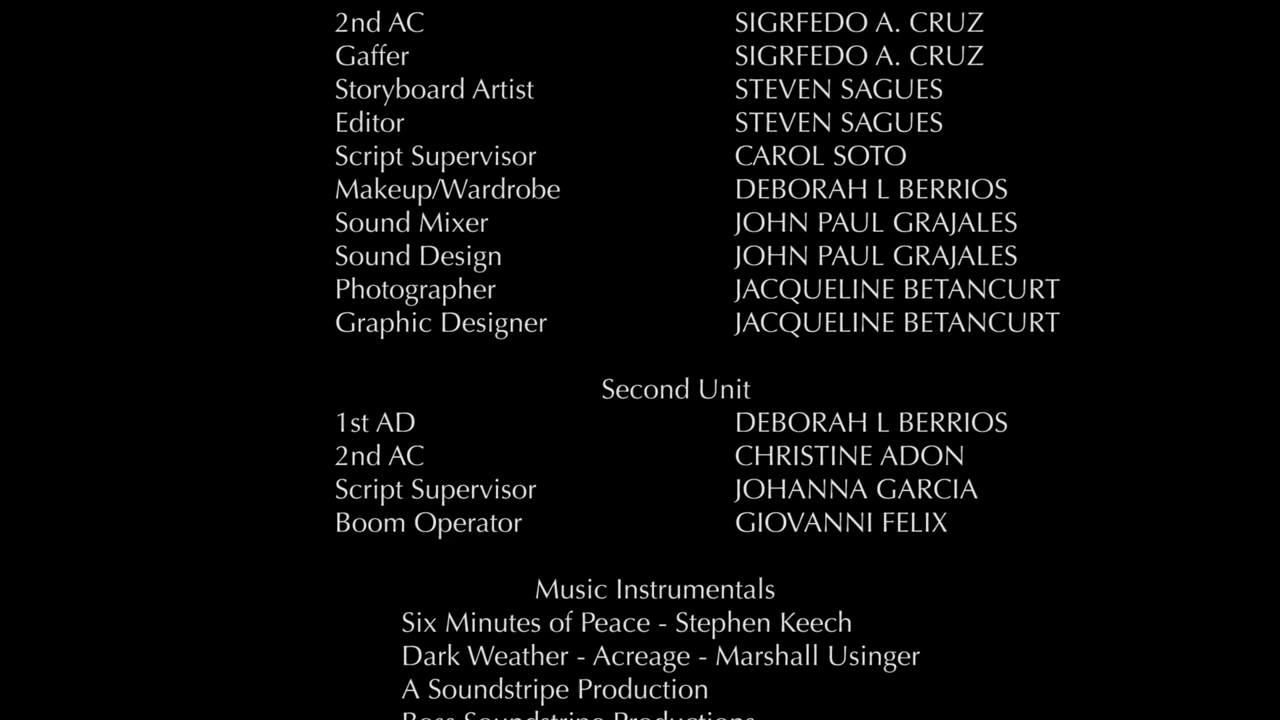 2nd AC SIGRFEDO A. CRUZ
Gaffer SIGRFEDO A. CRUZ
Storyboard Artist STEVEN SAGUES
Editor STEVEN SAGUES
Script Supervisor CAROL SOTO
Makeup/Wardrobe DEBORAH L BERRIOS
Sound Mixer JOHN PAUL GRAJALES
Sound Design JOHN PAUL GRAJALES
Photographer JACQUELINE BETANCURT
Graphic Designer JACQUELINE BETANCURT
Second Unit
1st AD DEBORAH L BERRIOS
2nd AC CHRISTINE ADON
Script Supervisor JOHANNA GARCIA
Boom Operator GIOVANNI FELIX
Music Instrumentals
Six Minutes of Peace - Stephen Keech
Dark Weather - Acreage - Marshall Usinger
A Soundstripe Production
Soundstripe Productions